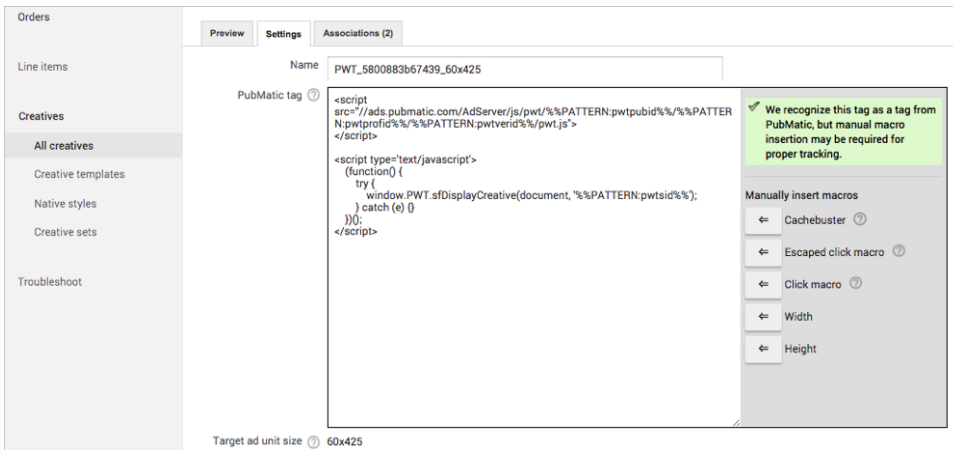 Orders
Line items
Creatives
All creatives
Creative templates
Native styles
Creative sets
Troubleshoot
Preview Settings Associations (2)
Name PWT_5800883b67439_60x425
PubMatic tag ?
<script
src="//ads.pubmatic.com/AdServer/js/pwt/%%PATTERN:pwtpubid%%/%%PATTER
N:pwtprofid%%/%%PATTERN:pwtverid%%/pwt.js">
</script>
<script type='text/javascript'>
(function() {
try {
window.PWT.sfDisplayCreative(document, '%%PATTERN:pwtsid%%');
} catch (e) {}
})();
</script>
We recognize this tag as a tag from
PubMatic, but manual macro
insertion may be required for
proper tracking.
Manually insert macros
⇐ Cachebuster ?
⇐ Escaped click macro ?
⇐ Click macro ?
⇐ Width
⇐ Height
Target ad unit size ? 60x425